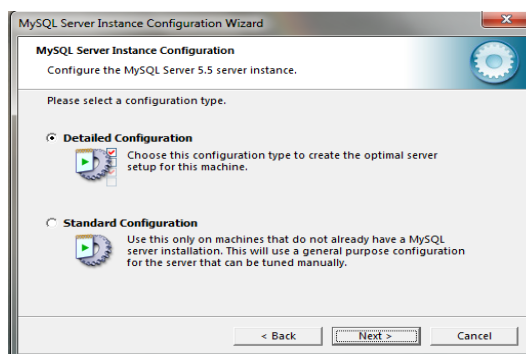 MySQL Server Instance Configuration Wizard
MySQL Server Instance Configuration
Configure the MySQL Server 5.5 server instance.
Please select a configuration type.
Detailed Configuration
Choose this configuration type to create the optimal server
setup for this machine.
Standard Configuration
Use this only on machines that do not already have a MySQL
server installation. This will use a general purpose configuration
for the server that can be tuned manually.
< Back Next > Cancel